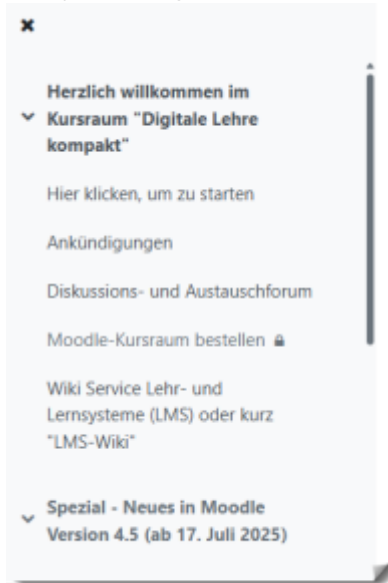 Herzlich willkommen im
Kursraum "Digitale Lehre
kompakt"
Hier klicken, um zu starten
Ankündigungen
Diskussions- und Austauschforum
Moodle-Kursraum bestellen
Wiki Service Lehr- und
Lernsysteme (LMS) oder kurz
"LMS-Wiki"
Spezial - Neues in Moodle
Version 4.5 (ab 17. Juli 2025)